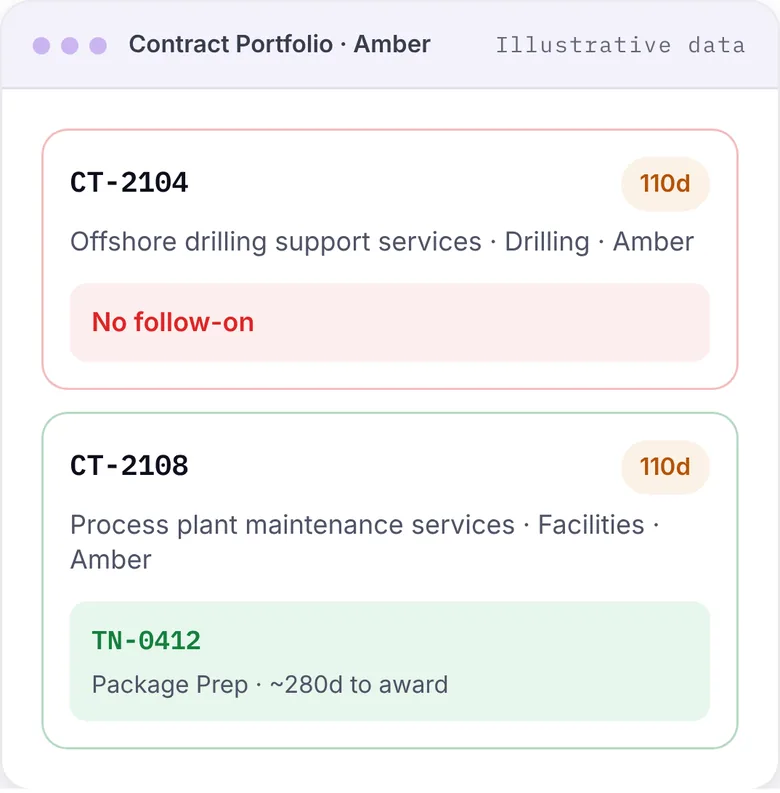 Contract Portfolio · Amber
Illustrative data
CT-2104
110d
Offshore drilling support services · Drilling · Amber
No follow-on
CT-2108
110d
Process plant maintenance services · Facilities ·
Amber
TN-0412
Package Prep · ~280d to award